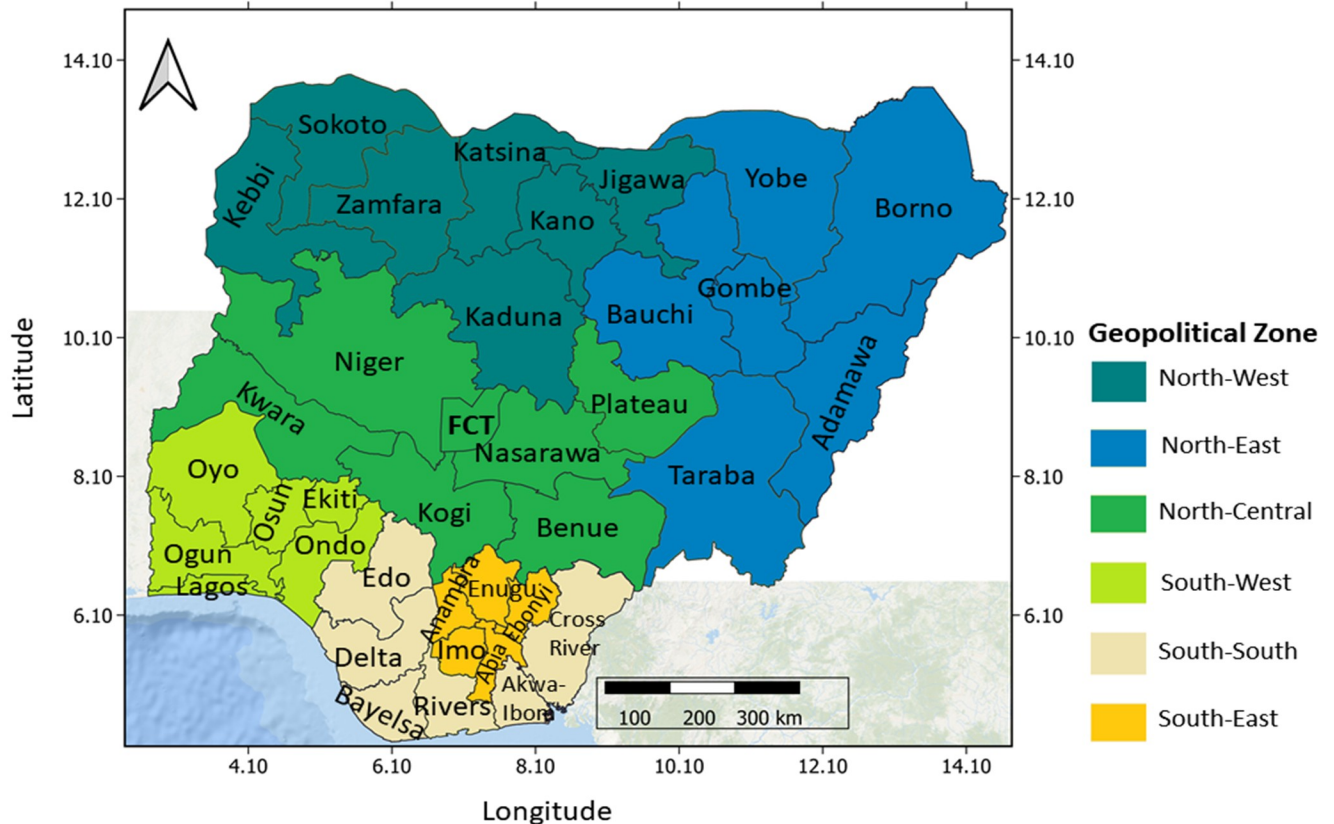 14.10
14.10
Sokoto
Katsina
Jigawa
Yobe
Kebbi
Zamfara
Kano
Borno
12.10
12.10
Gombe
Kaduna
Bauchi
10.10
10.10
Niger
Adamawa
Latitude
Kwara
Plateau
FCT
Nasarawa
Oyo
Taraba
8.10
8.10
Ekiti
Osun
Kogi
Benue
Ogun
Ondo
Lagos
Edo
Anambra
Enugu
Ebonyi
6.10
6.10
Cross
River
Delta
Imo
Abia
Akwa-
Ibom
Bayelsa
Rivers
100 200 300 km
4.10 6.10 8.10 10.10 12.10 14.10
Longitude
Geopolitical Zone
North-West
North-East
North-Central
South-West
South-South
South-East